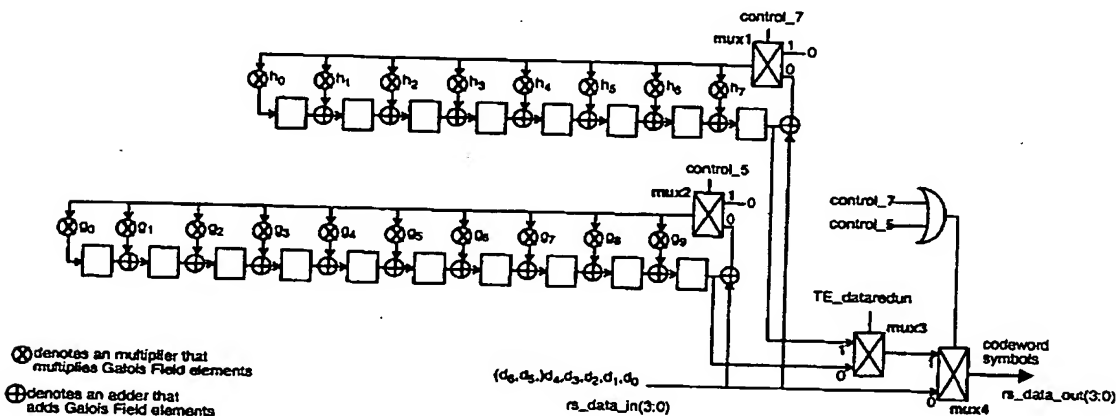 control_7
mux1
1
0
0
h0 h1 h2 h3 h4 h5 h6 h7
control_5
mux2
1
0
0
g0 g1 g2 g3 g4 g5 g6 g7 g8 g9
control_7
control_5
TE_dataredun
mux3
1
0
codeword
symbols
1
0
mux4
rs_data_out(3:0)
{d6,d5,}d4,d3,d2,d1,d0
rs_data_in(3:0)
⊗ denotes an multiplier that
multiplies Galois Field elements
⊕ denotes an adder that
adds Galois Field elements